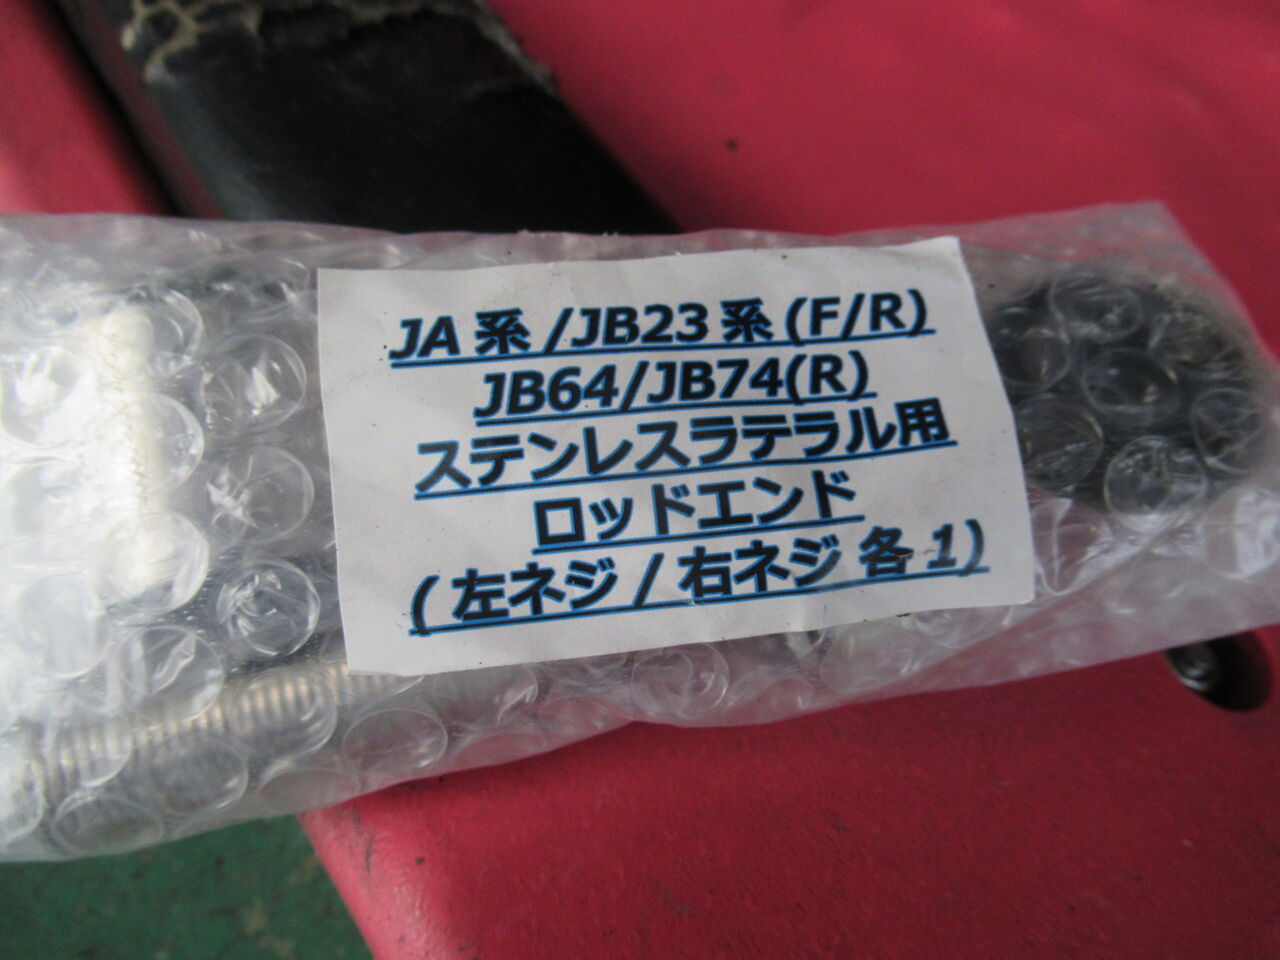 JA系/JB23系(F/R)
JB64/JB74(R)
ステンレスラテラル用
ロッドエンド
(左ネジ/右ネジ 各1)